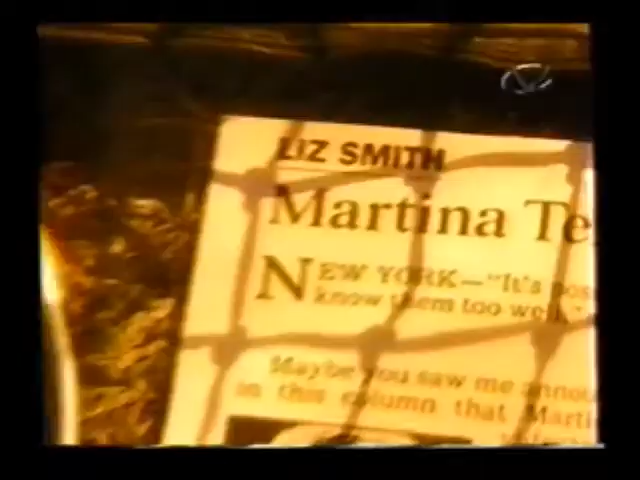 LIZ SMITH
Martina Te
NEW YORK—"It's pos
know them too well,"
Maybe you saw me annou
in this column that Marti